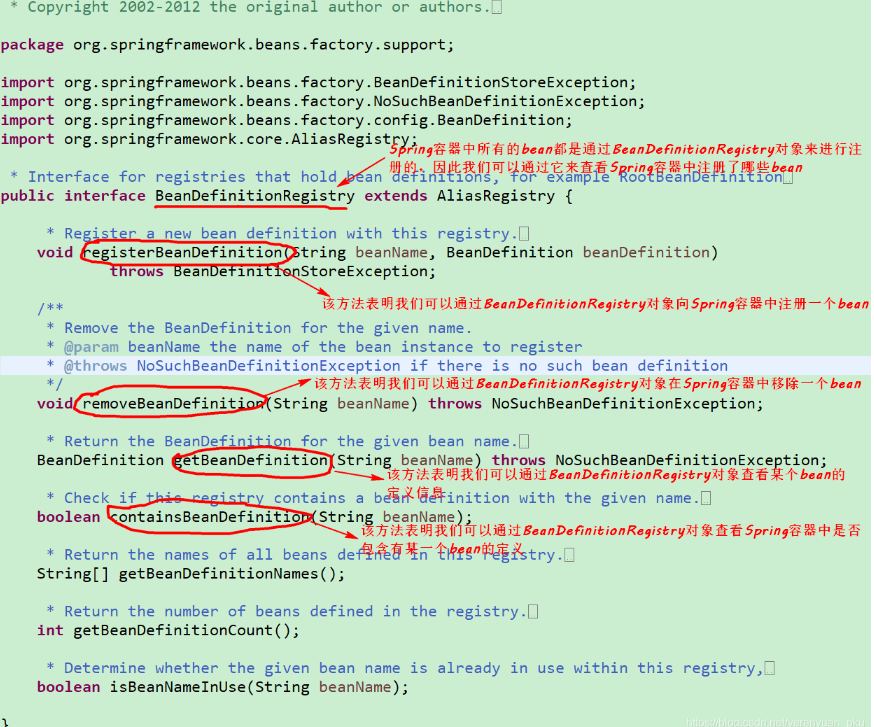 * Copyright 2002-2012 the original author or authors.
package org.springframework.beans.factory.support;
import org.springframework.beans.factory.BeanDefinitionStoreException;
import org.springframework.beans.factory.NoSuchBeanDefinitionException;
import org.springframework.beans.factory.config.BeanDefinition;
import org.springframework.core.AliasRegistry;
Spring容器中所有的bean都是通过BeanDefinitionRegistry对象来进行注
册的，因此我们可以通过它来查看Spring容器中注册了哪些bean
* Interface for registries that hold bean definitions, for example RootBeanDefinition
public interface BeanDefinitionRegistry extends AliasRegistry {
* Register a new bean definition with this registry.
void registerBeanDefinition(String beanName, BeanDefinition beanDefinition)
throws BeanDefinitionStoreException;
该方法表明我们可以通过BeanDefinitionRegistry对象向Spring容器中注册一个bean
/**
* Remove the BeanDefinition for the given name.
* @param beanName the name of the bean instance to register
* @throws NoSuchBeanDefinitionException if there is no such bean definition
*/
该方法表明我们可以通过BeanDefinitionRegistry对象在Spring容器中移除一个bean
void removeBeanDefinition(String beanName) throws NoSuchBeanDefinitionException;
* Return the BeanDefinition for the given bean name.
BeanDefinition getBeanDefinition(String beanName) throws NoSuchBeanDefinitionException;
该方法表明我们可以通过BeanDefinitionRegistry对象查看某个bean的
定义信息
* Check if this registry contains a bean definition with the given name.
boolean containsBeanDefinition(String beanName);
该方法表明我们可以通过BeanDefinitionRegistry对象查看Spring容器中是否
包含有某一个bean的定义
* Return the names of all beans defined in this registry.
String[] getBeanDefinitionNames();
* Return the number of beans defined in the registry.
int getBeanDefinitionCount();
* Determine whether the given bean name is already in use within this registry,
boolean isBeanNameInUse(String beanName);
}
https://blog.csdn.net/yerenyuan_pku